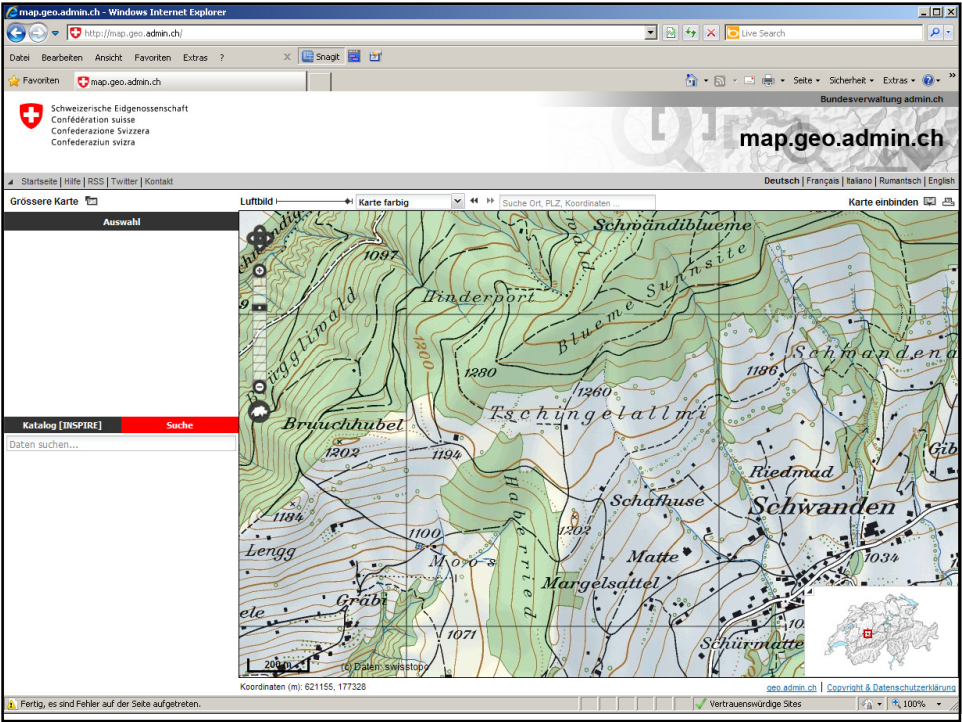 map.geo.admin.ch - Windows Internet Explorer
http://map.geo.admin.ch/
Live Search
Datei Bearbeiten Ansicht Favoriten Extras ? X Snagit
Favoriten map.geo.admin.ch Seite Sicherheit Extras
Bundesverwaltung admin.ch
Schweizerische Eidgenossenschaft
Confédération suisse
Confederazione Svizzera
Confederaziun svizra
map.geo.admin.ch
Startseite | Hilfe | RSS | Twitter | Kontakt
Deutsch | Français | Italiano | Rumantsch | English
Grössere Karte
Luftbild Karte farbig Suche Ort, PLZ, Koordinaten ... Karte einbinden
Auswahl
Schwändiblueme
1097
Hinderport
Blueme Sunnsite
Büggliwald
1200
1280
1186
1260
Tschingelallmi
Katalog [INSPIRE] Suche
Daten suchen...
Bruuchhubel
1202
1194
Riedmad
Haberried
Schafhuse
Schwanden
1184
1202
1100
Lengg
Moos
Matte
1034
Margelsattel
Gräbi
1071
Schürmatte
200 m
(c) Daten: swisstopo
Koordinaten (m): 621155, 177328
geo.admin.ch | Copyright & Datenschutzerklärung
Fertig, es sind Fehler auf der Seite aufgetreten.
Vertrauenswürdige Sites
100%